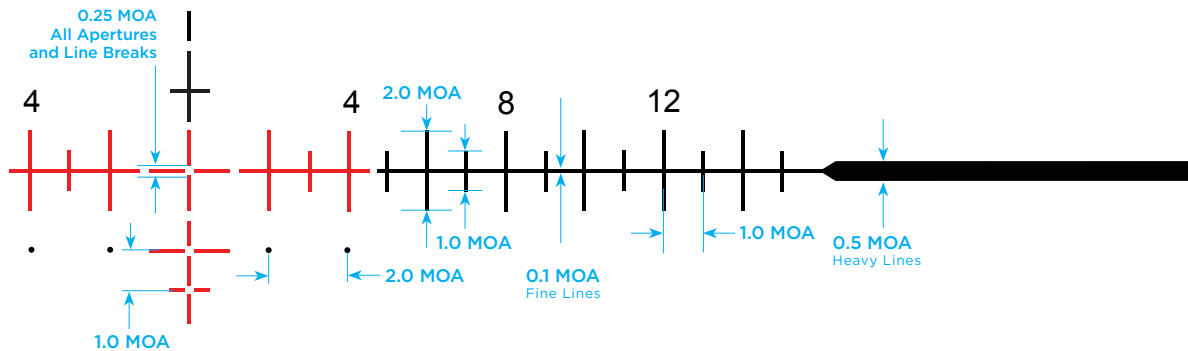 0.25 MOA
All Apertures
and Line Breaks
4
4
2.0 MOA
8
12
1.0 MOA
1.0 MOA
0.5 MOA
Heavy Lines
2.0 MOA
0.1 MOA
Fine Lines
1.0 MOA